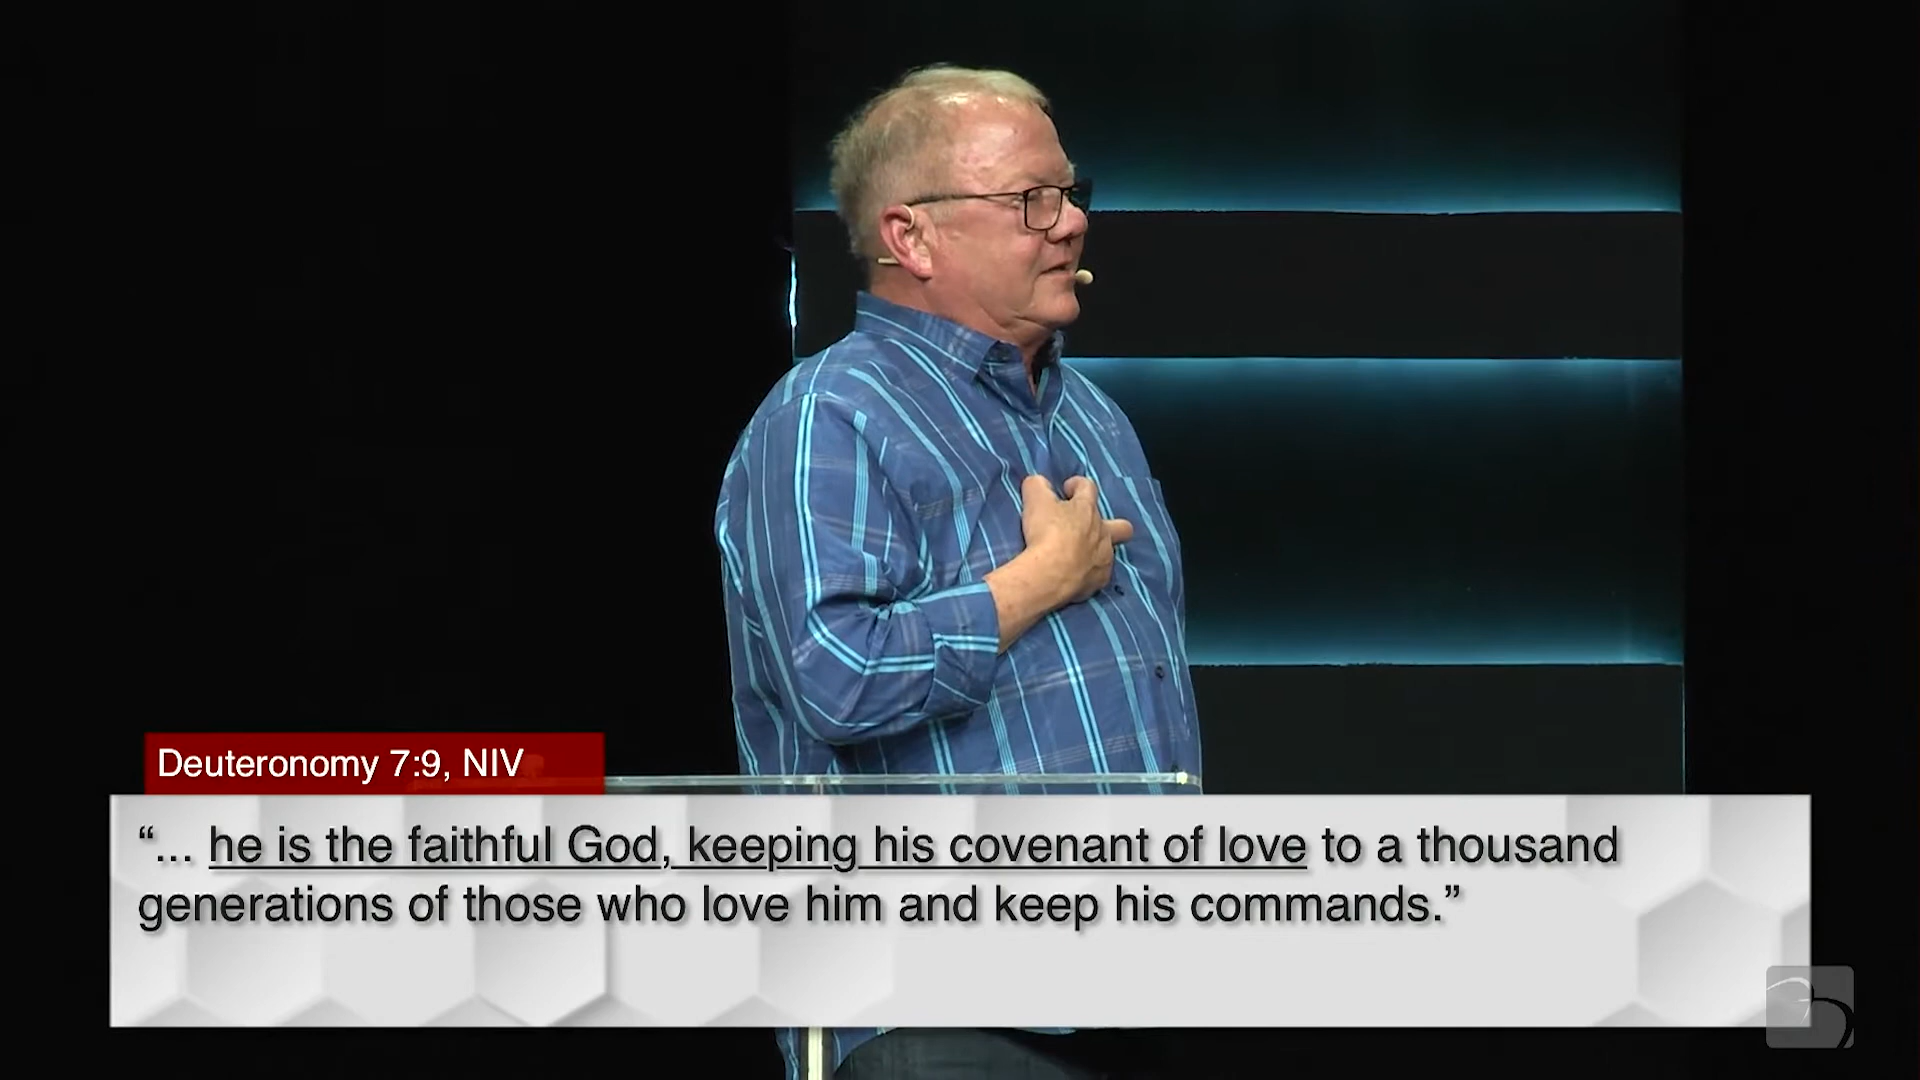 Deuteronomy 7:9, NIV
“... he is the faithful God, keeping his covenant of love to a thousand
generations of those who love him and keep his commands.”